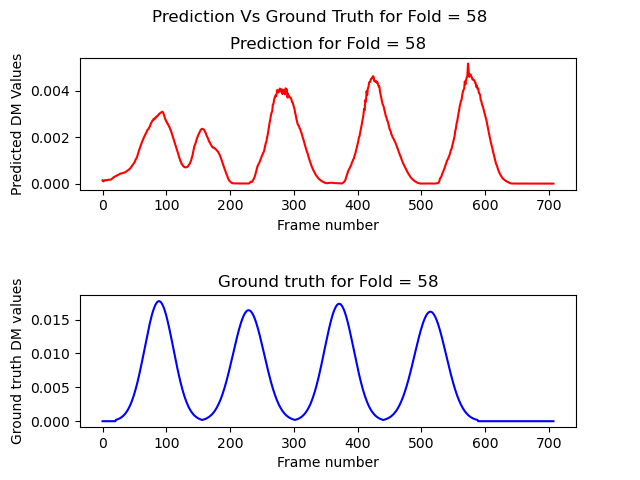 Prediction Vs Ground Truth for Fold = 58
Prediction for Fold = 58
Predicted DM Values
0.004
0.002
0.000
0 100 200 300 400 500 600 700
Frame number
Ground truth for Fold = 58
Ground truth DM values
0.015
0.010
0.005
0.000
0 100 200 300 400 500 600 700
Frame number